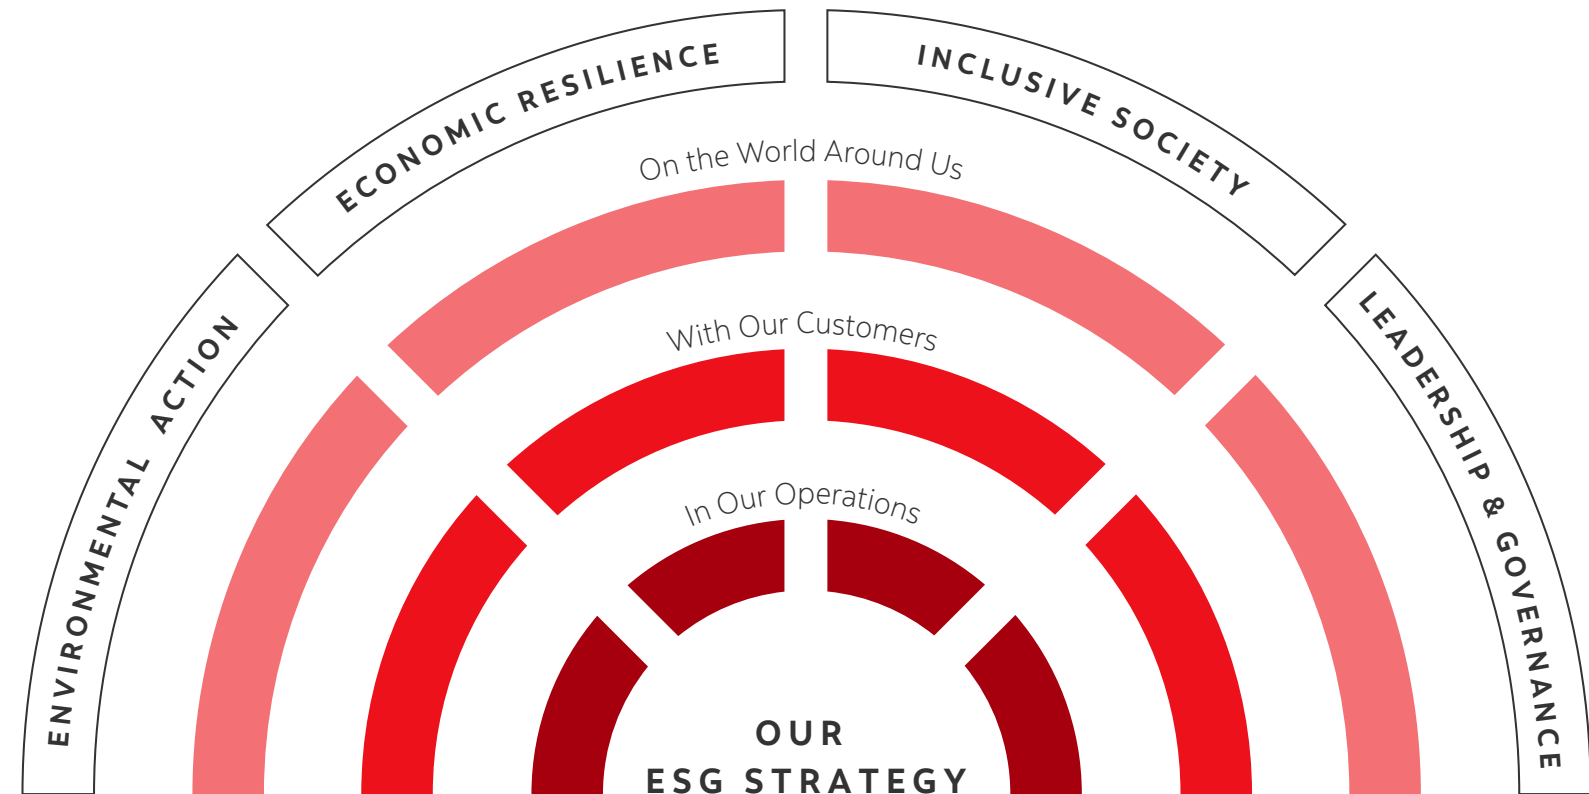 ENVIRONMENTAL ACTION
ECONOMIC RESILIENCE
INCLUSIVE SOCIETY
LEADERSHIP & GOVERNANCE
On the World Around Us
With Our Customers
In Our Operations
OUR
ESG STRATEGY